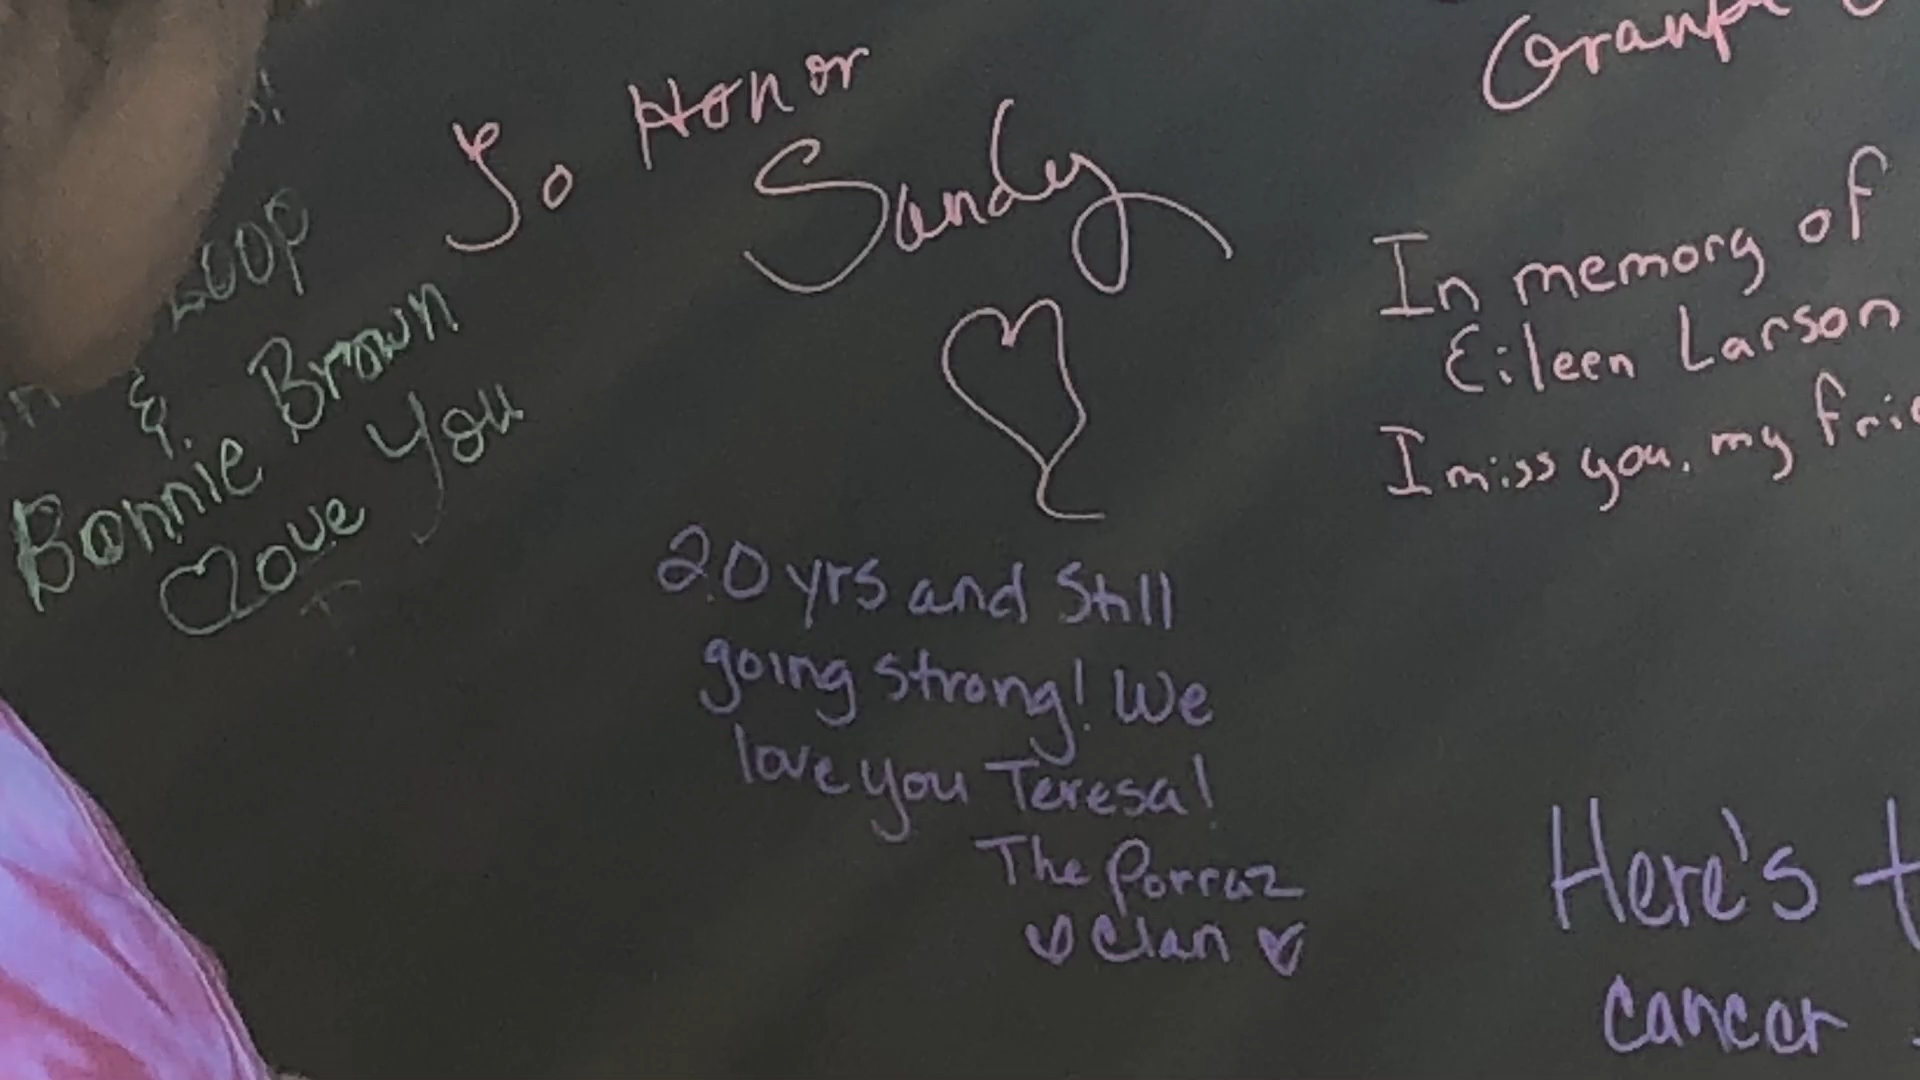 Loop
&.
Bonnie Brown
Love You
To Honor
Sandy
20 yrs and Still
going strong! We
love you Teresa!
The Porraz
Clan
In memory of
Eileen Larson
I miss you, my
Here's
cancer